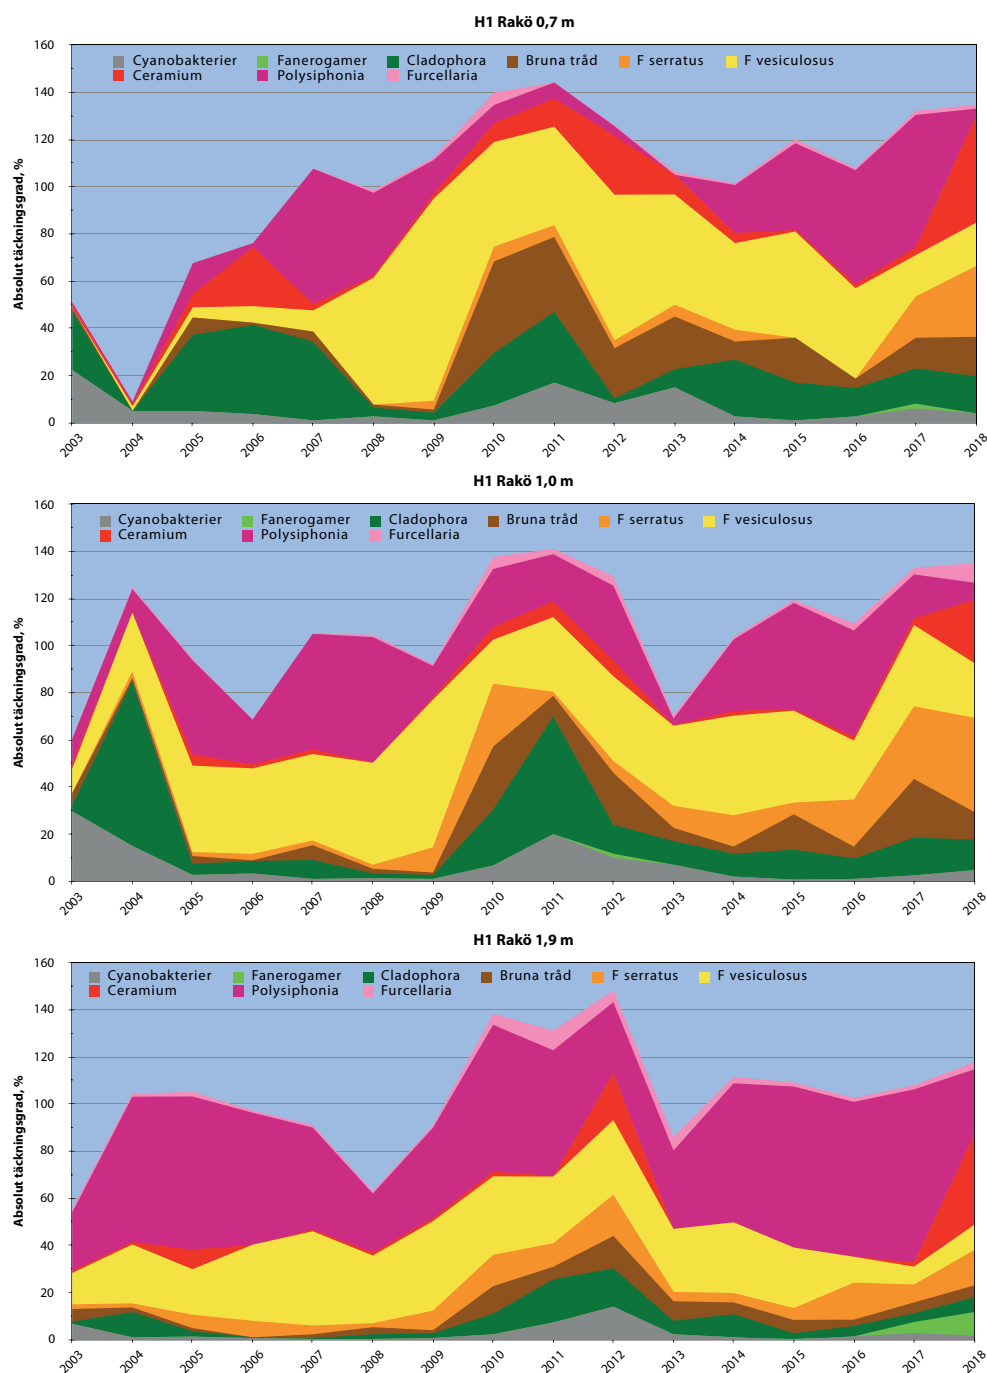 H1 Rakö 0,7 m
Absolut täckningsgrad, %
160
140
120
100
80
60
40
20
0
Cyanobakterier Fanerogamer Cladophora Bruna tråd F serratus F vesiculosus
Ceramium Polysiphonia Furcellaria
2003 2004 2005 2006 2007 2008 2009 2010 2011 2012 2013 2014 2015 2016 2017 2018
H1 Rakö 1,0 m
Absolut täckningsgrad, %
160
140
120
100
80
60
40
20
0
Cyanobakterier Fanerogamer Cladophora Bruna tråd F serratus F vesiculosus
Ceramium Polysiphonia Furcellaria
2003 2004 2005 2006 2007 2008 2009 2010 2011 2012 2013 2014 2015 2016 2017 2018
H1 Rakö 1,9 m
Absolut täckningsgrad, %
160
140
120
100
80
60
40
20
0
Cyanobakterier Fanerogamer Cladophora Bruna tråd F serratus F vesiculosus
Ceramium Polysiphonia Furcellaria
2003 2004 2005 2006 2007 2008 2009 2010 2011 2012 2013 2014 2015 2016 2017 2018